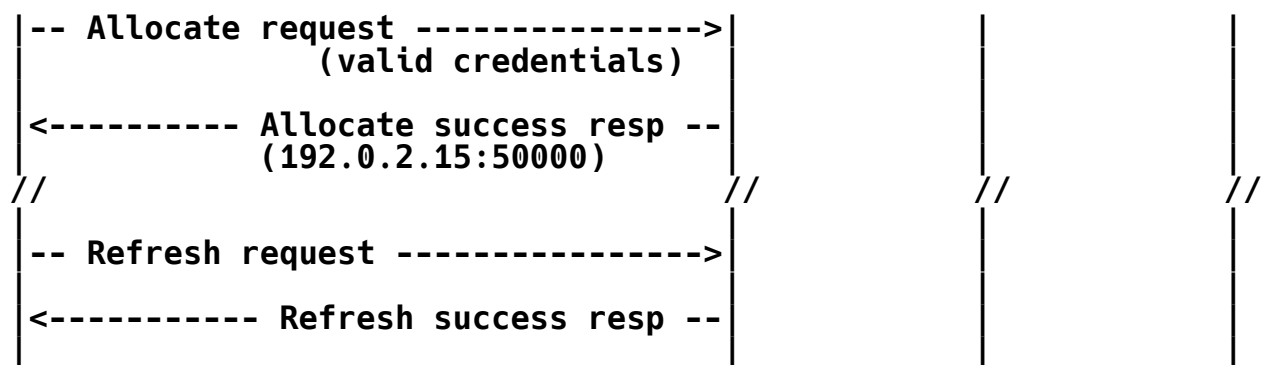 |-- Allocate request --------------->|             |            |
|               (valid credentials)  |             |            |
|                                    |             |            |
|<---------- Allocate success resp --|             |            |
|            (192.0.2.15:50000)      |             |            |
//                                   //           //           //
|                                    |             |            |
|-- Refresh request ---------------->|             |            |
|                                    |             |            |
|<----------- Refresh success resp --|             |            |
|                                    |             |            |